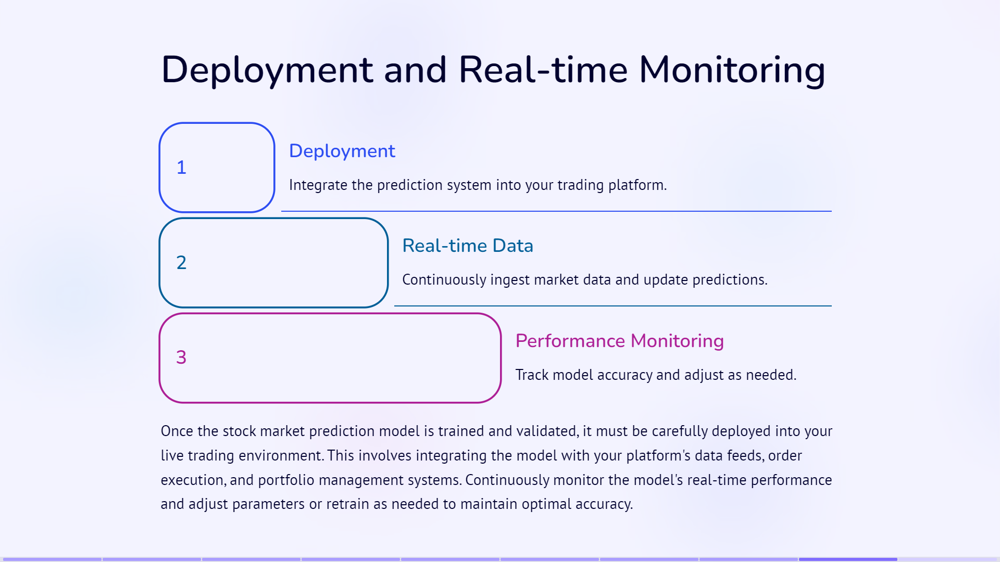 Deployment and Real-time Monitoring
1
Deployment
Integrate the prediction system into your trading platform.
2
Real-time Data
Continuously ingest market data and update predictions.
3
Performance Monitoring
Track model accuracy and adjust as needed.
Once the stock market prediction model is trained and validated, it must be carefully deployed into your
live trading environment. This involves integrating the model with your platform's data feeds, order
execution, and portfolio management systems. Continuously monitor the model's real-time performance
and adjust parameters or retrain as needed to maintain optimal accuracy.